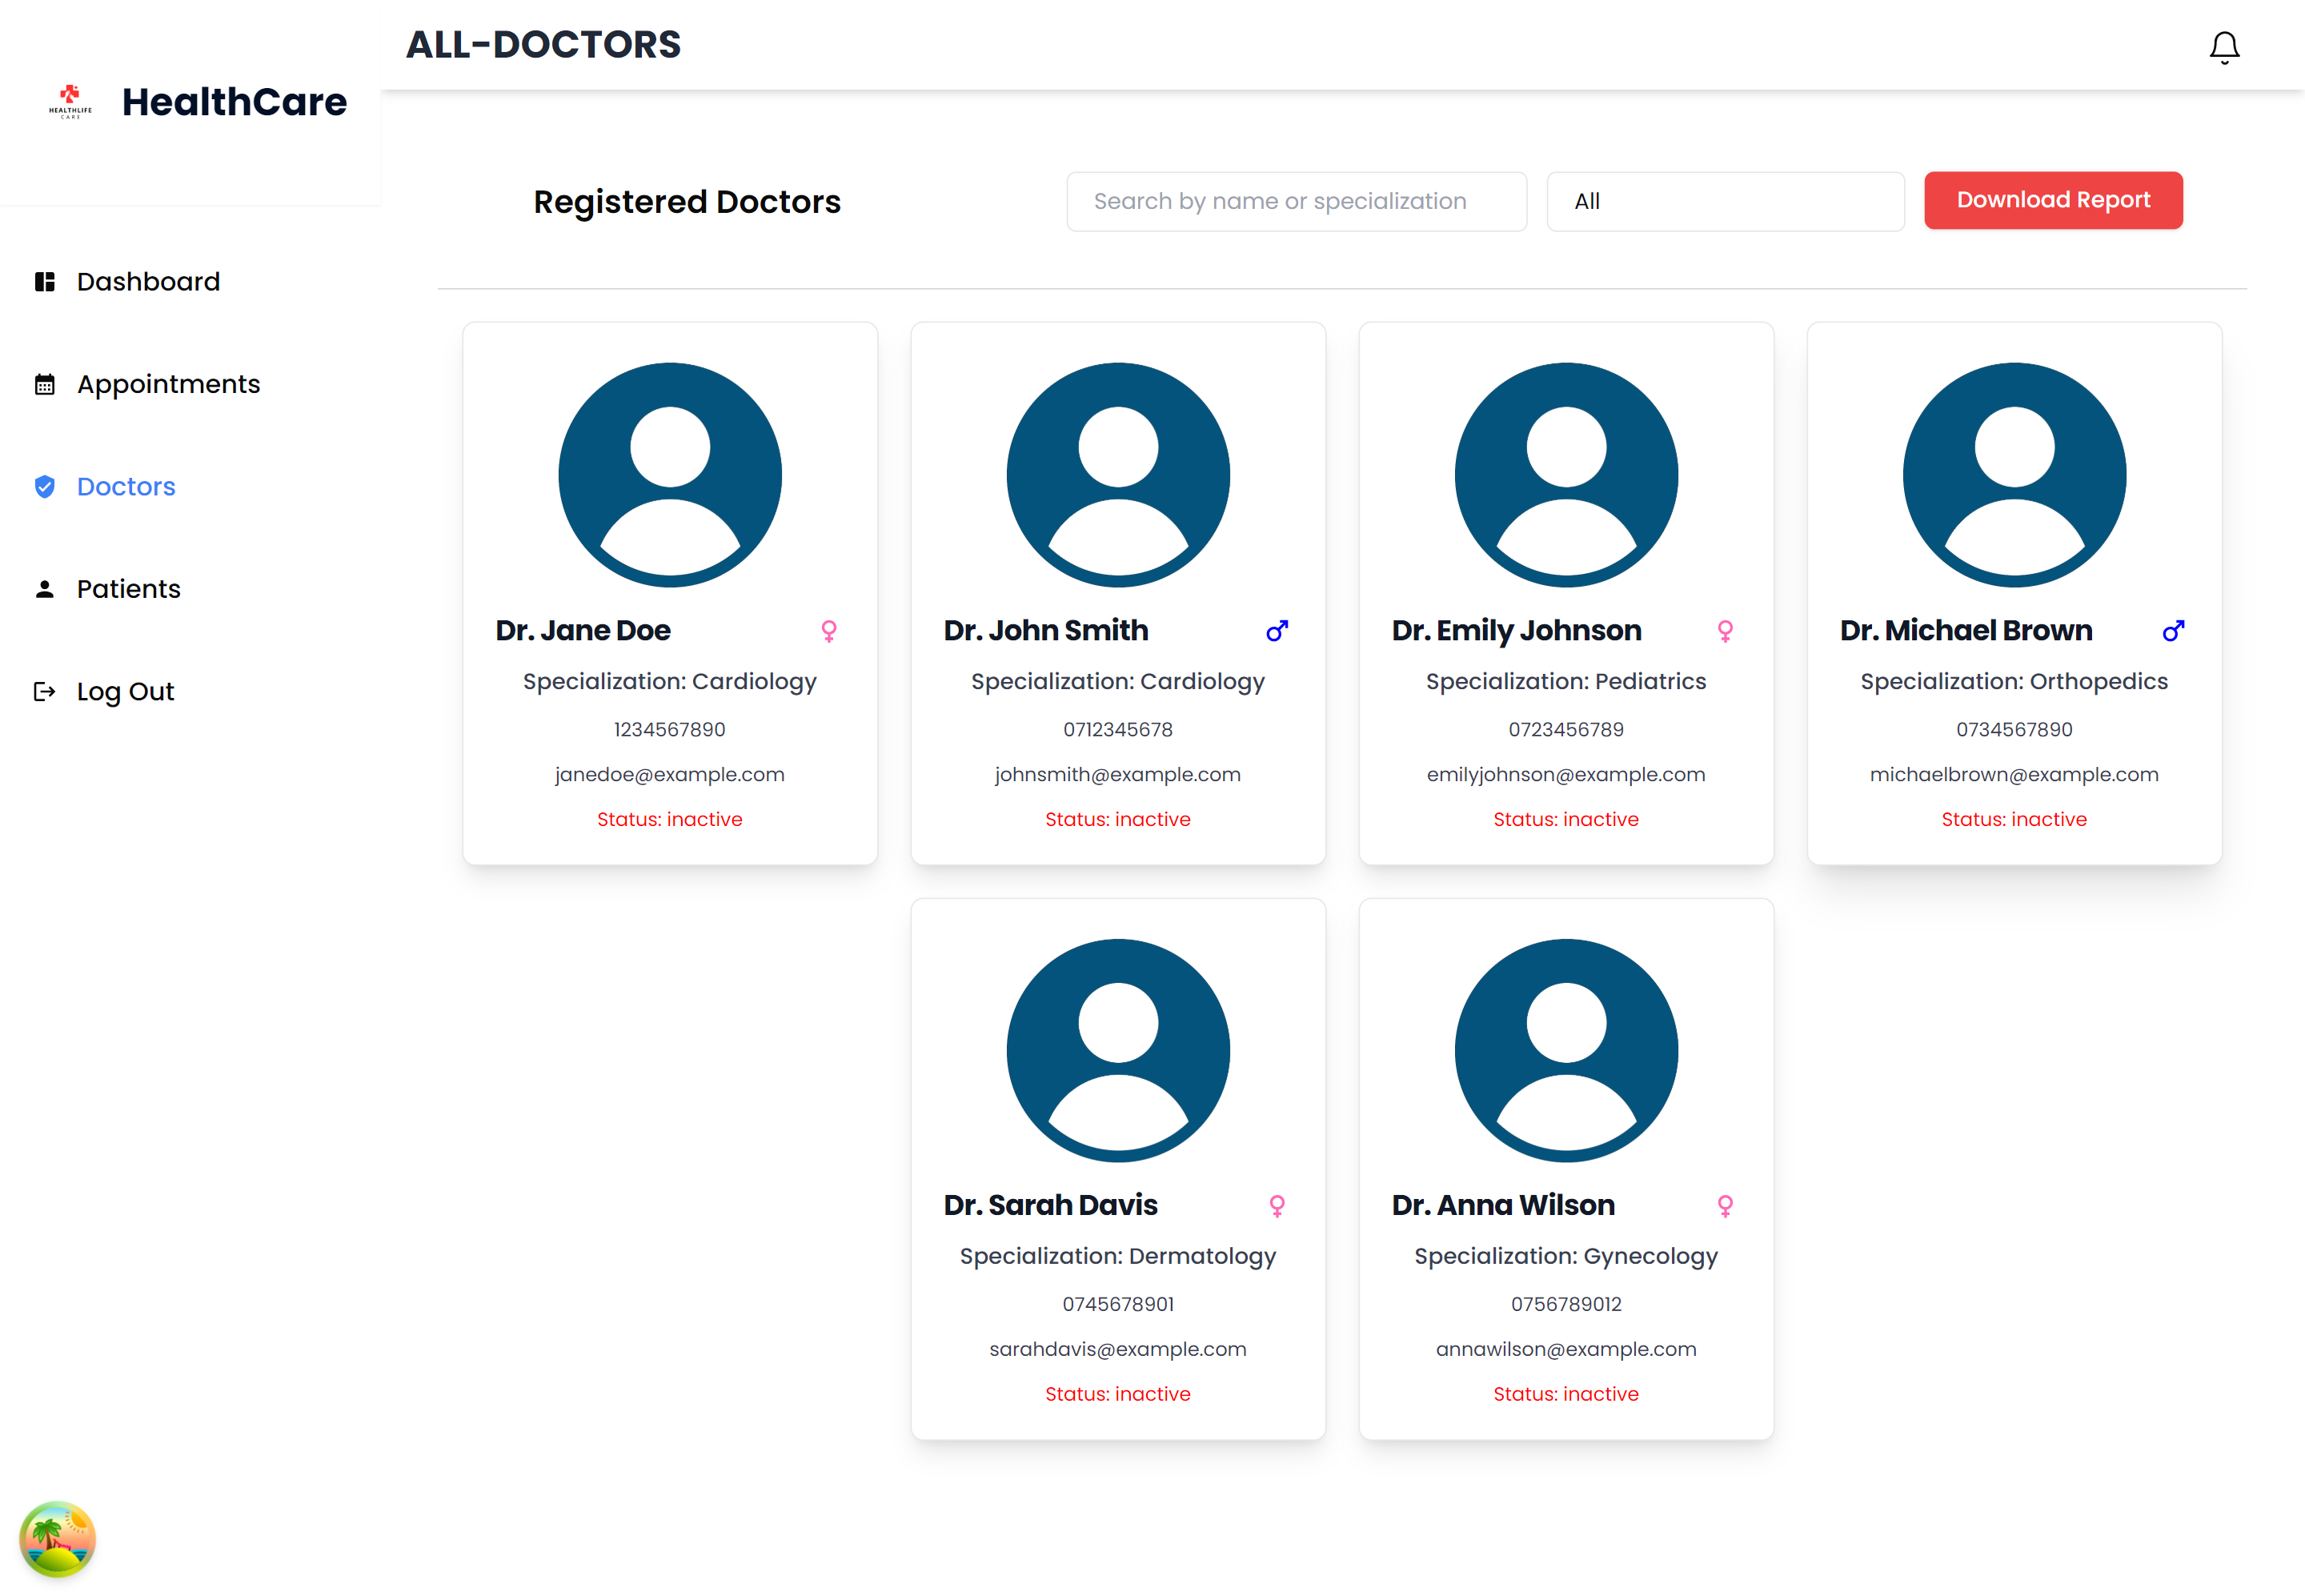 HEALTHLIFE
CARE
HealthCare
Dashboard
Appointments
Doctors
Patients
Log Out
ALL-DOCTORS
Registered Doctors
Search by name or specialization
All
Download Report
Dr. Jane Doe
Specialization: Cardiology
1234567890
janedoe@example.com
Status: inactive
Dr. John Smith
Specialization: Cardiology
0712345678
johnsmith@example.com
Status: inactive
Dr. Emily Johnson
Specialization: Pediatrics
0723456789
emilyjohnson@example.com
Status: inactive
Dr. Michael Brown
Specialization: Orthopedics
0734567890
michaelbrown@example.com
Status: inactive
Dr. Sarah Davis
Specialization: Dermatology
0745678901
sarahdavis@example.com
Status: inactive
Dr. Anna Wilson
Specialization: Gynecology
0756789012
annawilson@example.com
Status: inactive